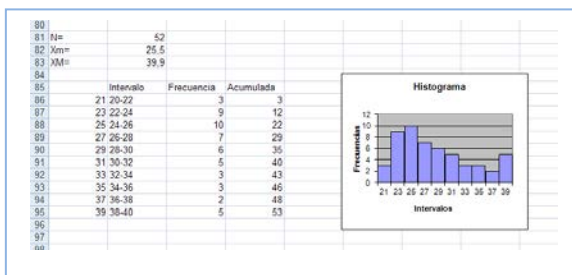 80
81 N= 52
82 Xm= 25,5
83 XM= 39,9
84
85 Intervalo Frecuencia Acumulada
86 21 20-22 3 3
87 23 22-24 9 12
88 25 24-26 10 22
89 27 26-28 7 29
90 29 28-30 6 35
91 31 30-32 5 40
92 33 32-34 3 43
93 35 34-36 3 46
94 37 36-38 2 48
95 39 38-40 5 53
96
97
98
Histograma
Frecuencias
12
10
8
6
4
2
0
21 23 25 27 29 31 33 35 37 39
Intervalos